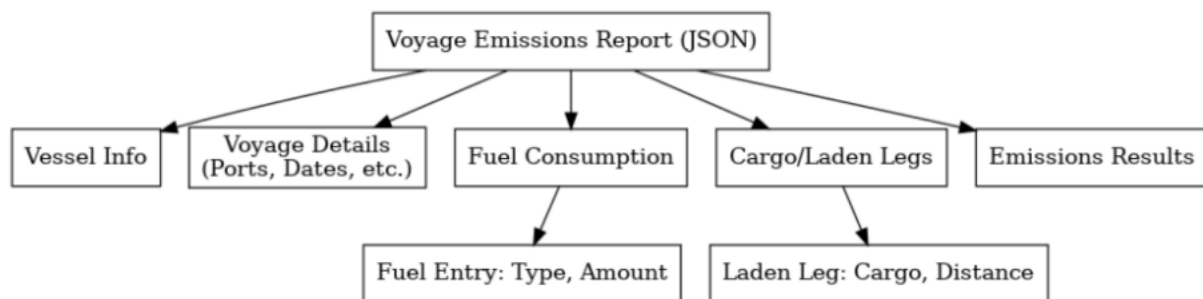 Voyage Emissions Report (JSON)
Vessel Info
Voyage Details
(Ports, Dates, etc.)
Fuel Consumption
Cargo/Laden Legs
Emissions Results
Fuel Entry: Type, Amount
Laden Leg: Cargo, Distance